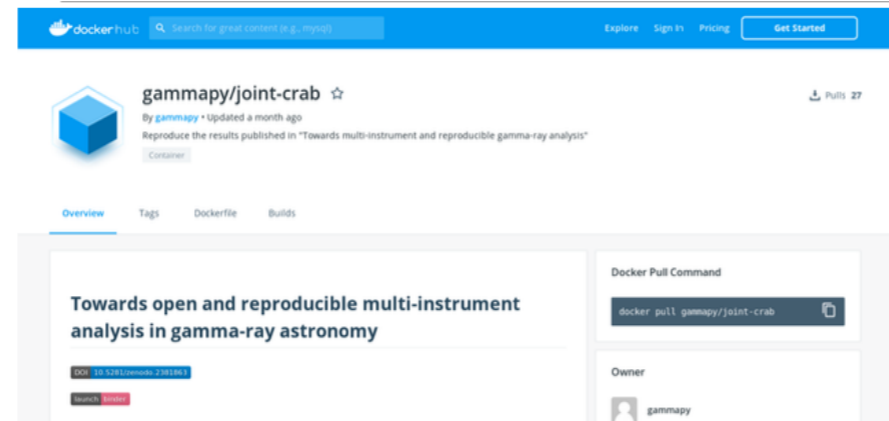 dockerhub Search for great content (e.g., mysql) Explore Sign In Pricing Get Started
gammapy/joint-crab
Pulls 27
By gammapy • Updated a month ago
Reproduce the results published in "Towards multi-instrument and reproducible gamma-ray analysis"
Container
Overview Tags Dockerfile Builds
Docker Pull Command
Towards open and reproducible multi-instrument
analysis in gamma-ray astronomy
docker pull gammapy/joint-crab
DOI 10.5281/zenodo.2381863
Owner
launch binder
gammapy